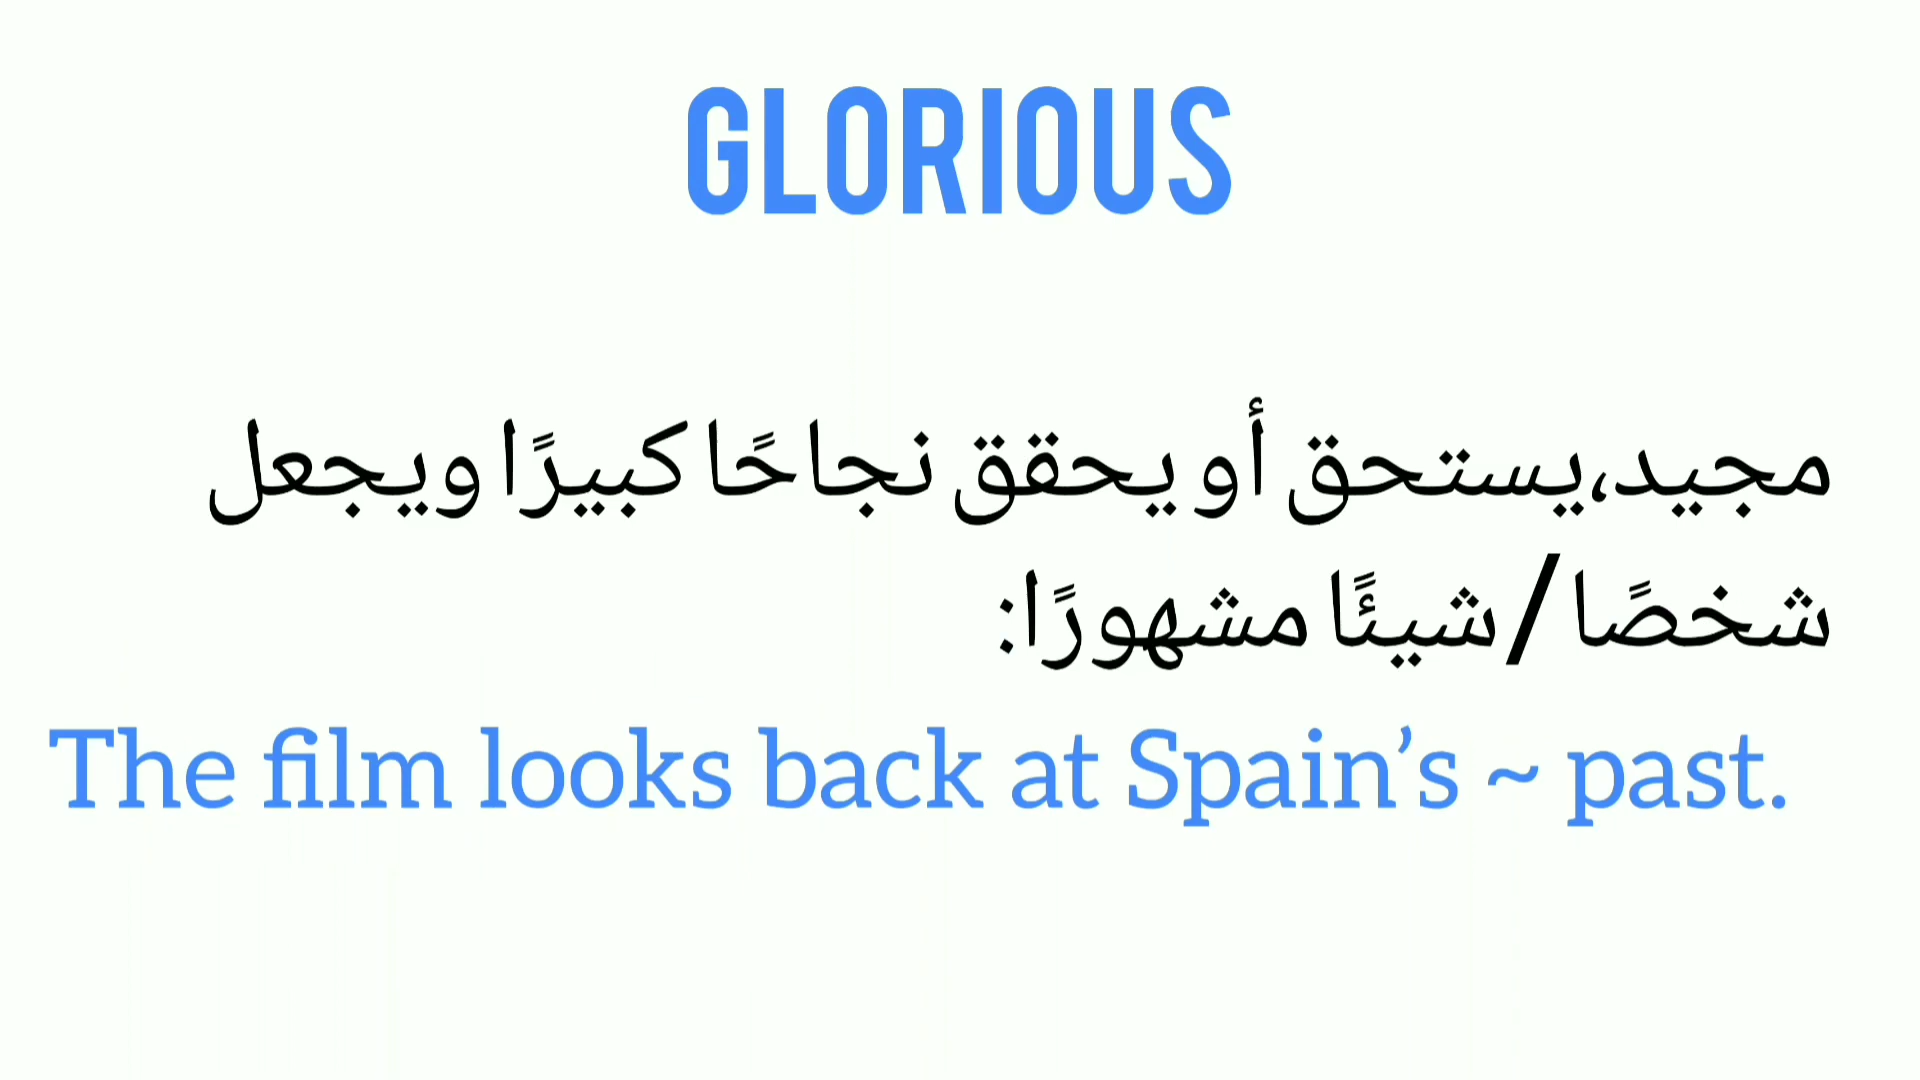 GLORIOUS
مجيد،يستحق أو يحقق نجاحًا كبيرًا ويجعل
شخصًا/شيئًا مشهورًا:
The film looks back at Spain’s ~ past.